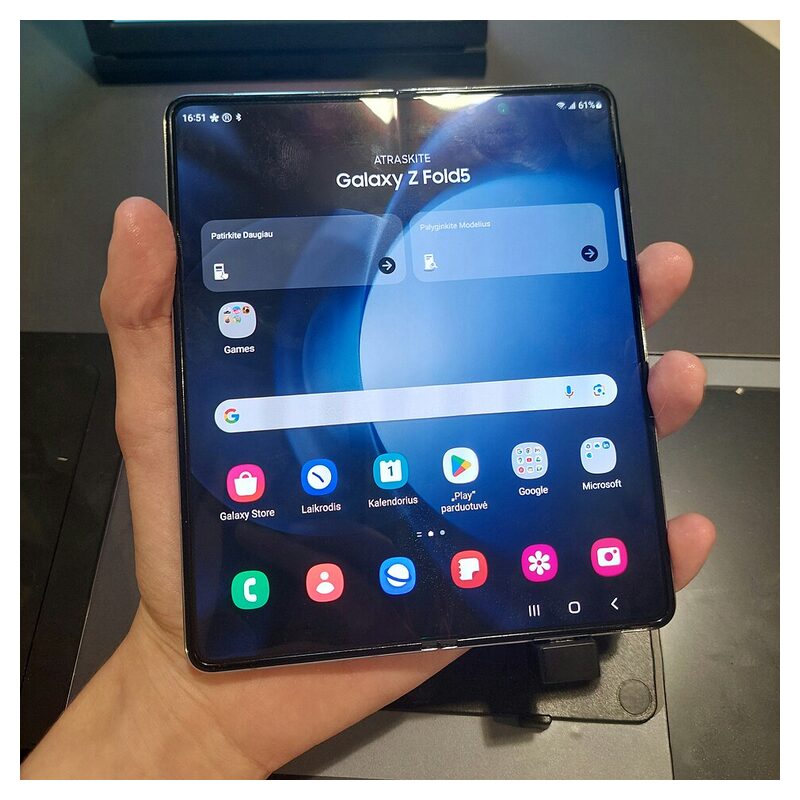 16:51 61%
ATRASKITE
Galaxy Z Fold5
Patirkite Daugiau
Palyginkite Modelius
Games
G
1
Galaxy Store
Laikrodis
Kalendorius
„Play“
parduotuvė
Google
Microsoft